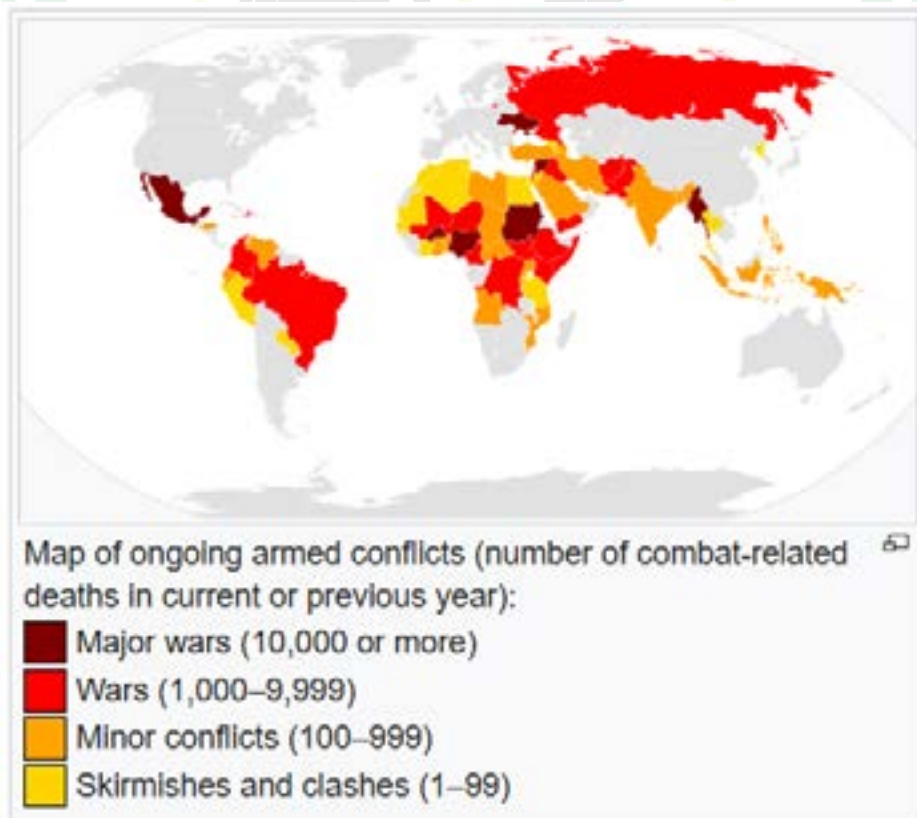 Map of ongoing armed conflicts (number of combat-related
deaths in current or previous year):
Major wars (10,000 or more)
Wars (1,000–9,999)
Minor conflicts (100–999)
Skirmishes and clashes (1–99)